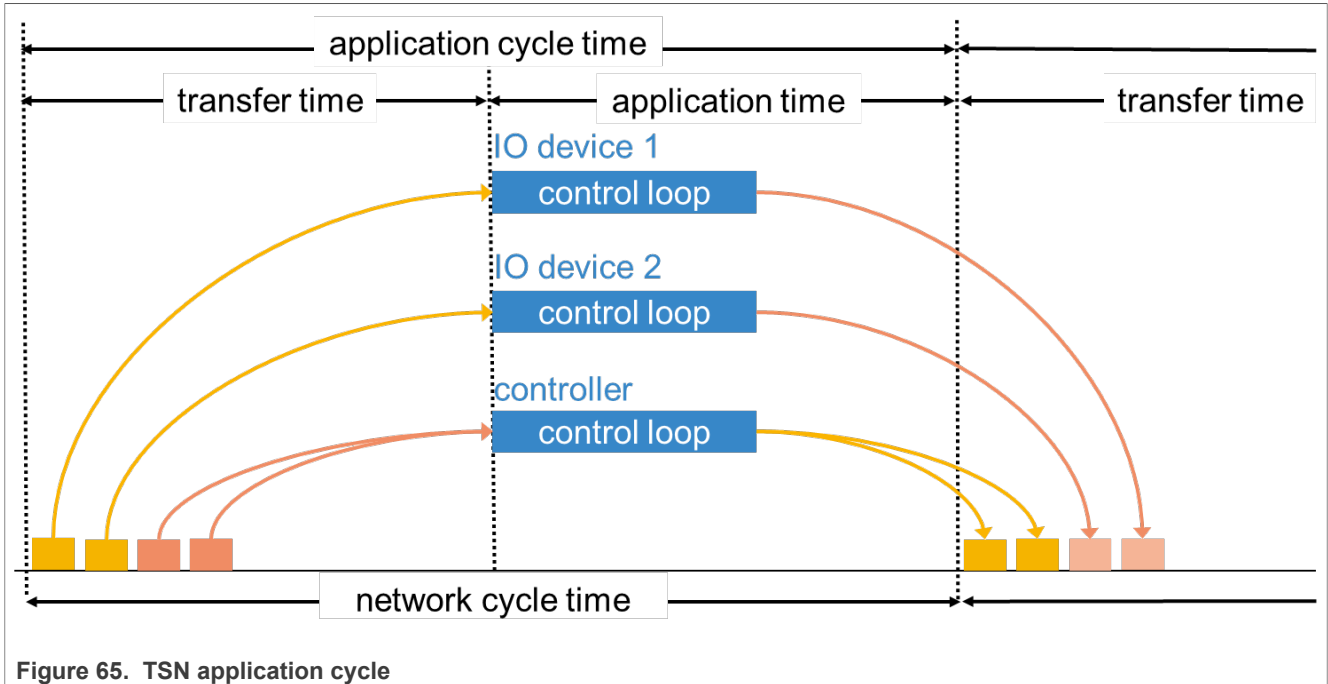 application cycle time
transfer time
application time
transfer time
IO device 1
control loop
IO device 2
control loop
controller
control loop
network cycle time
Figure 65. TSN application cycle